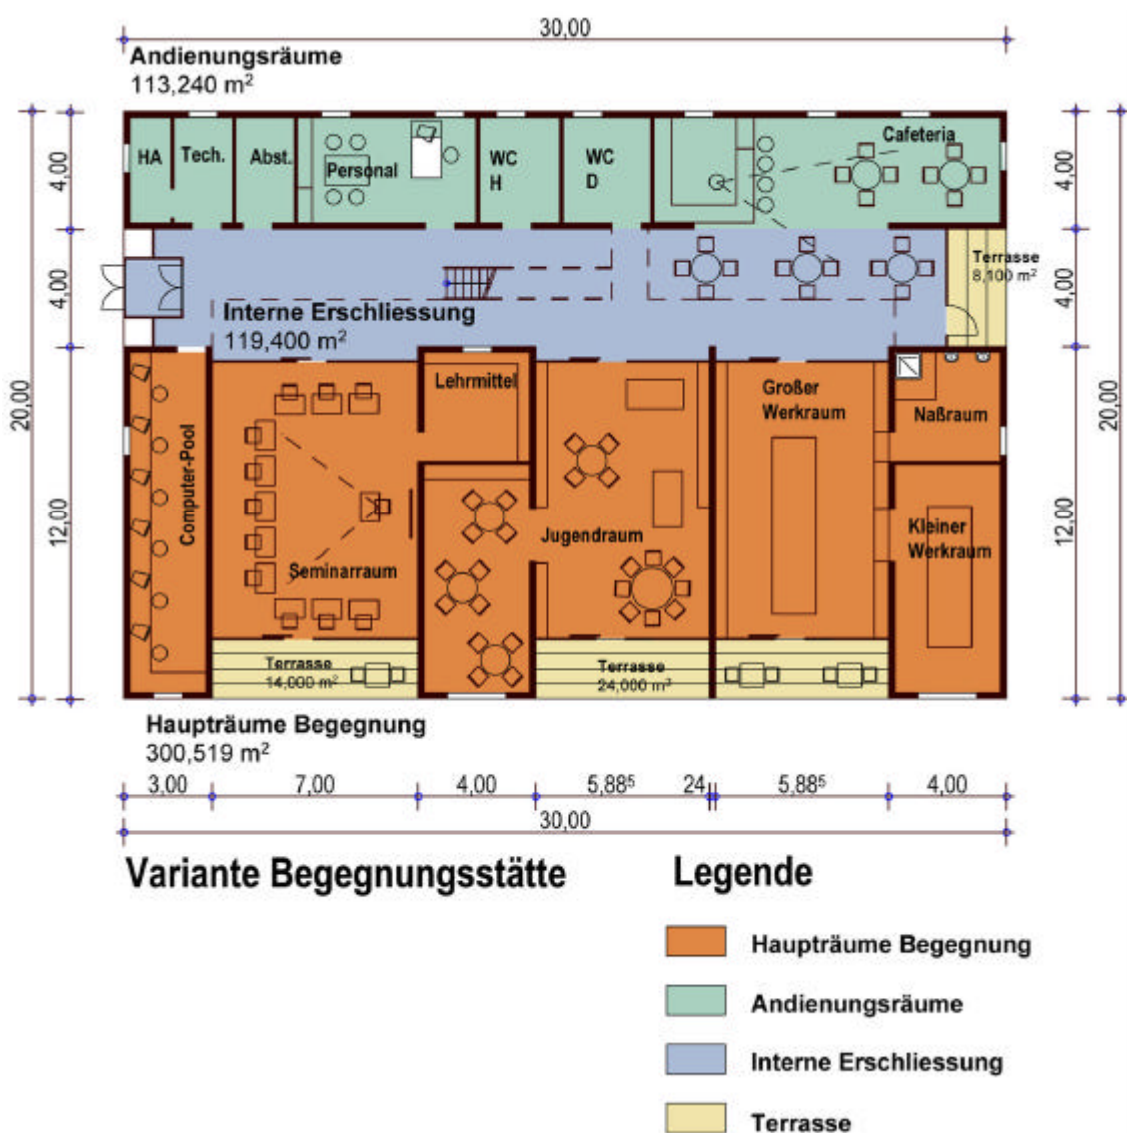 30,00
Andienungsräume
113,240 m²
4,00
4,00
12,00
20,00
HA
Tech.
Abst.
Personal
WC
H
WC
D
Cafeteria
4,00
4,00
12,00
20,00
Terrasse
8,100 m²
Interne Erschliessung
119,400 m²
Computer-Pool
Seminarraum
Lehrmittel
Jugendraum
Großer
Werkraum
Naßraum
Kleiner
Werkraum
Terrasse
14,000 m²
Terrasse
24,000 m²
Haupträume Begegnung
300,519 m²
3,00 7,00 4,00 5,88⁵ 24 5,88⁵ 4,00
30,00
Variante Begegnungsstätte
Legende
Haupträume Begegnung
Andienungsräume
Interne Erschliessung
Terrasse